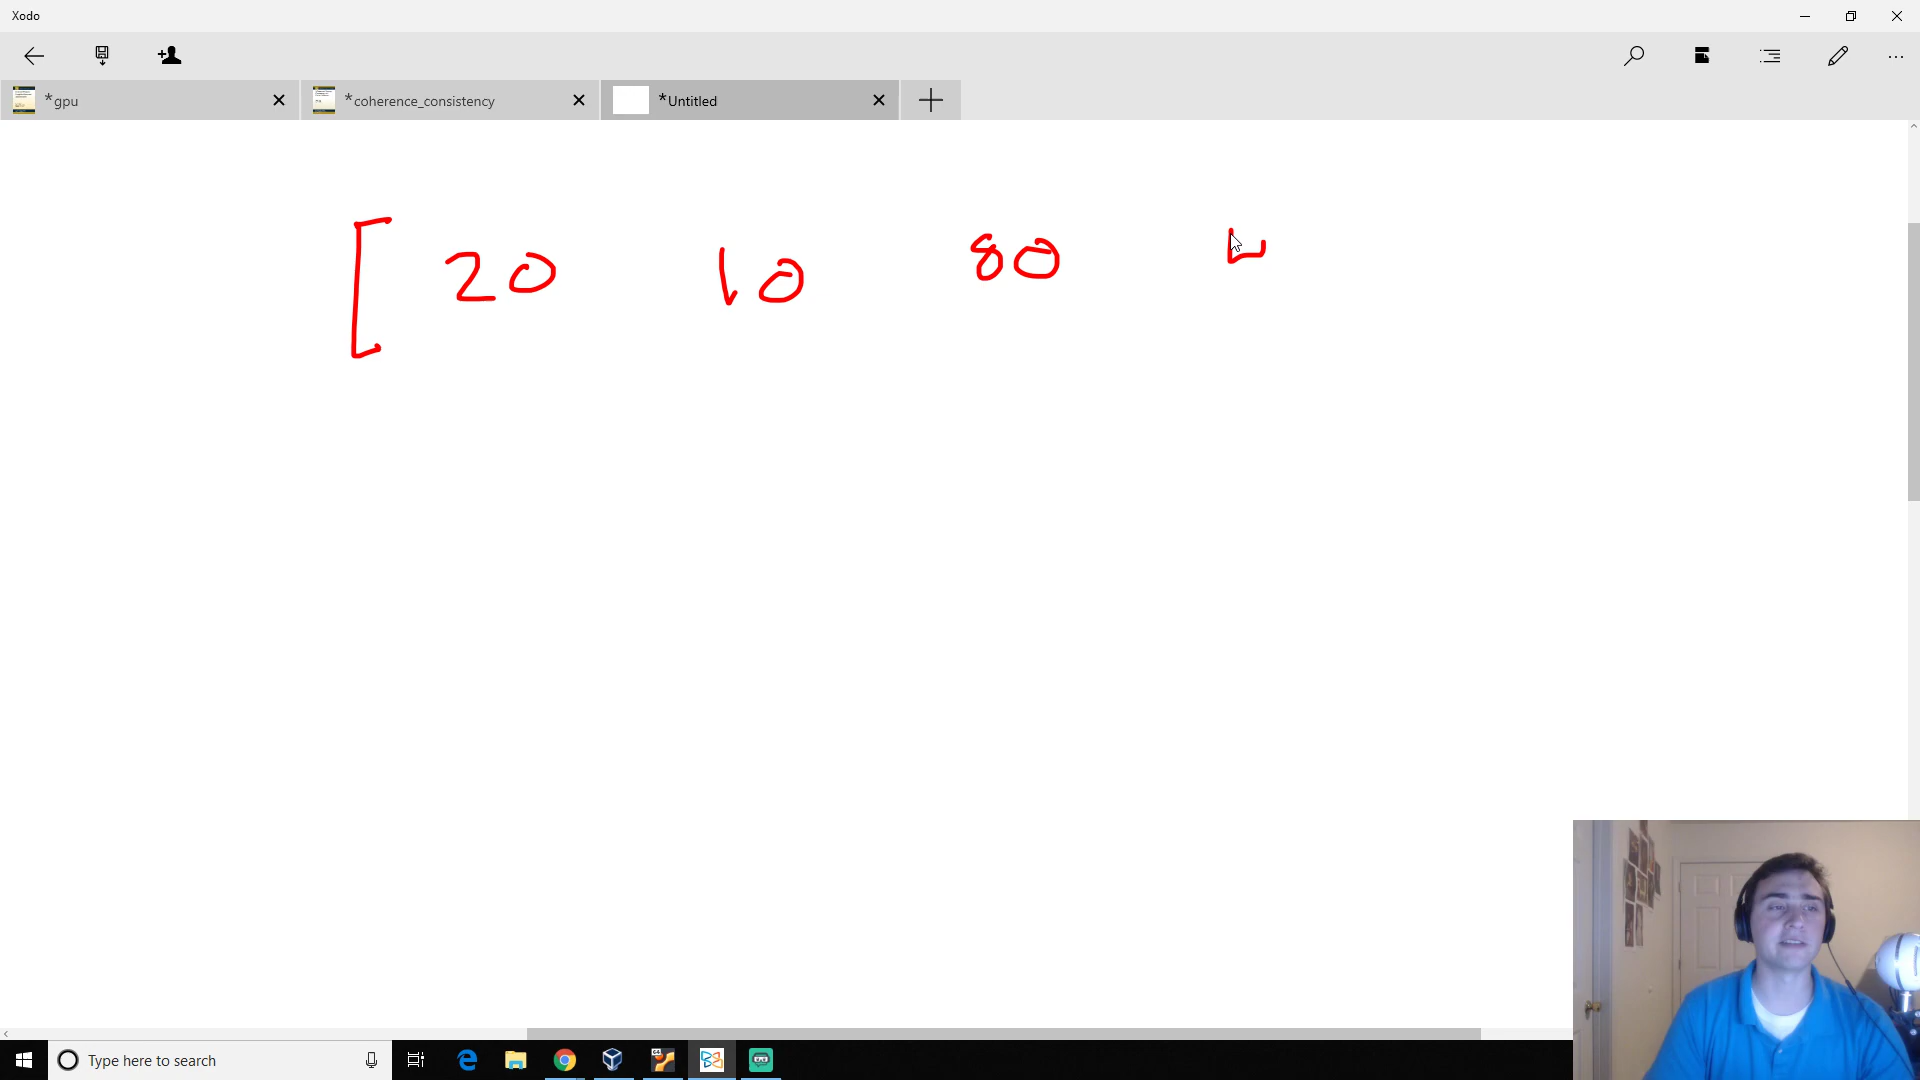 Xodo
*gpu
*coherence_consistency
*Untitled
[ 20 10 80
Type here to search